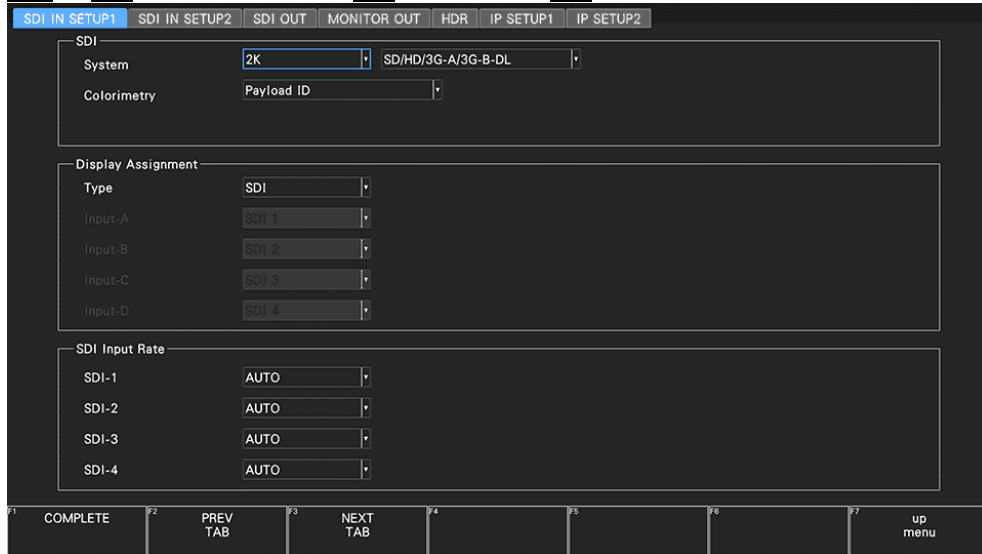 SDI IN SETUP1 SDI IN SETUP2 SDI OUT MONITOR OUT HDR IP SETUP1 IP SETUP2
SDI
System 2K SD/HD/3G-A/3G-B-DL
Colorimetry Payload ID
Display Assignment
Type SDI
Input-A SDI 1
Input-B SDI 2
Input-C SDI 3
Input-D SDI 4
SDI Input Rate
SDI-1 AUTO
SDI-2 AUTO
SDI-3 AUTO
SDI-4 AUTO
F1 COMPLETE F2 PREV TAB F3 NEXT TAB F4 F5 F6 F7 up menu